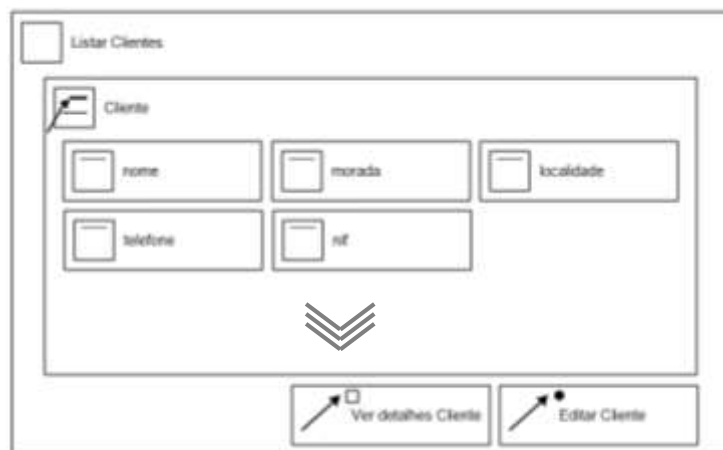 Listar Clientes
Cliente
nome
morada
localidade
telefone
nif
Ver detalhes Cliente
Editar Cliente